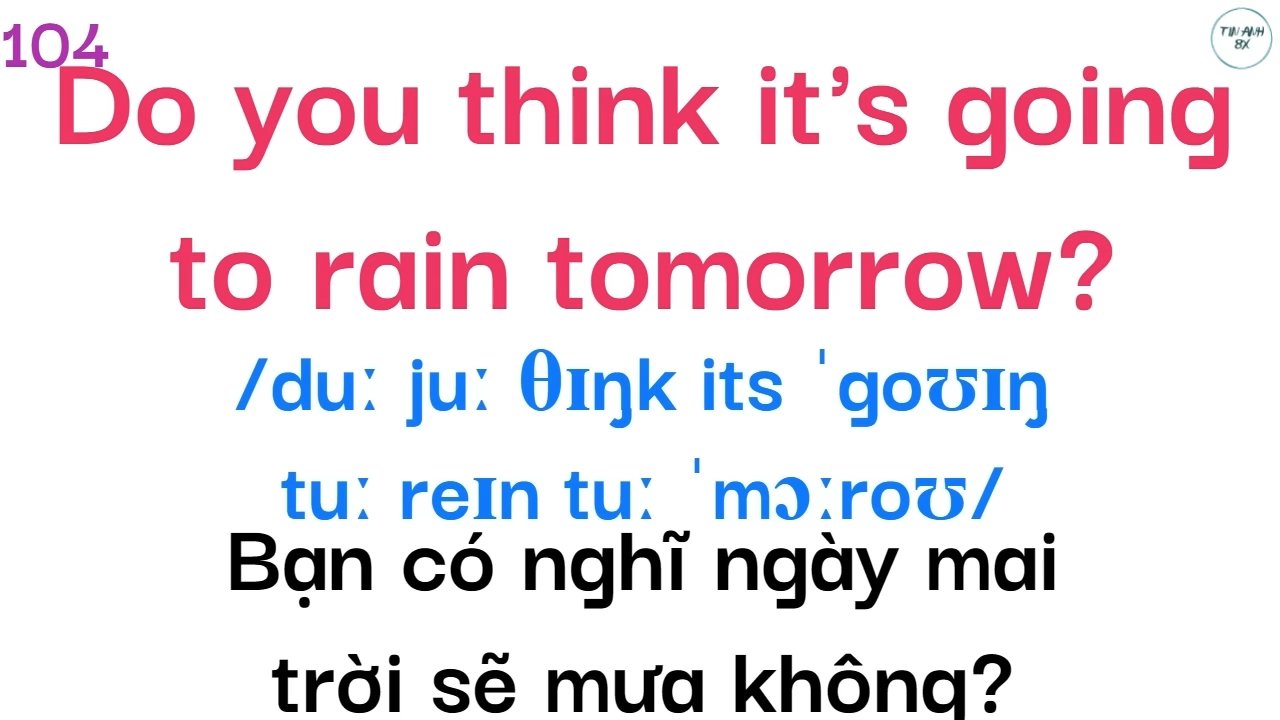 104
TIN ANH
8X
Do you think it’s going
to rain tomorrow?
/duː juː θɪŋk its ˈgoʊɪŋ
tuː reɪn tuː ˈmɔːroʊ/
Bạn có nghĩ ngày mai
trời sẽ mưa không?